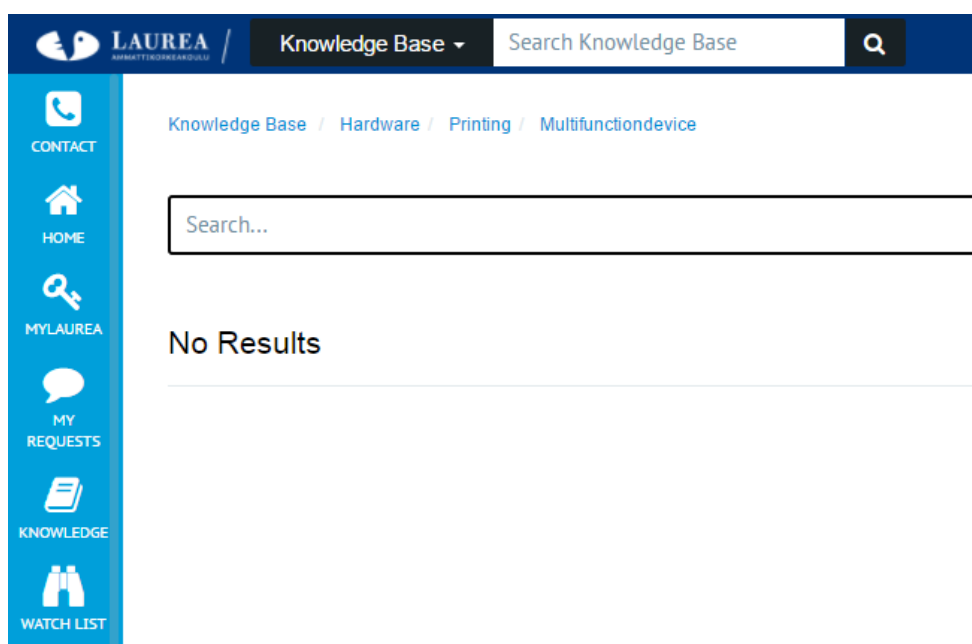 LAUREA
AMMATTIKORKEAKOULU
Knowledge Base
Search Knowledge Base
Knowledge Base / Hardware / Printing / Multifunctiondevice
Search...
No Results
CONTACT
HOME
MYLAUREA
MY
REQUESTS
KNOWLEDGE
WATCH LIST